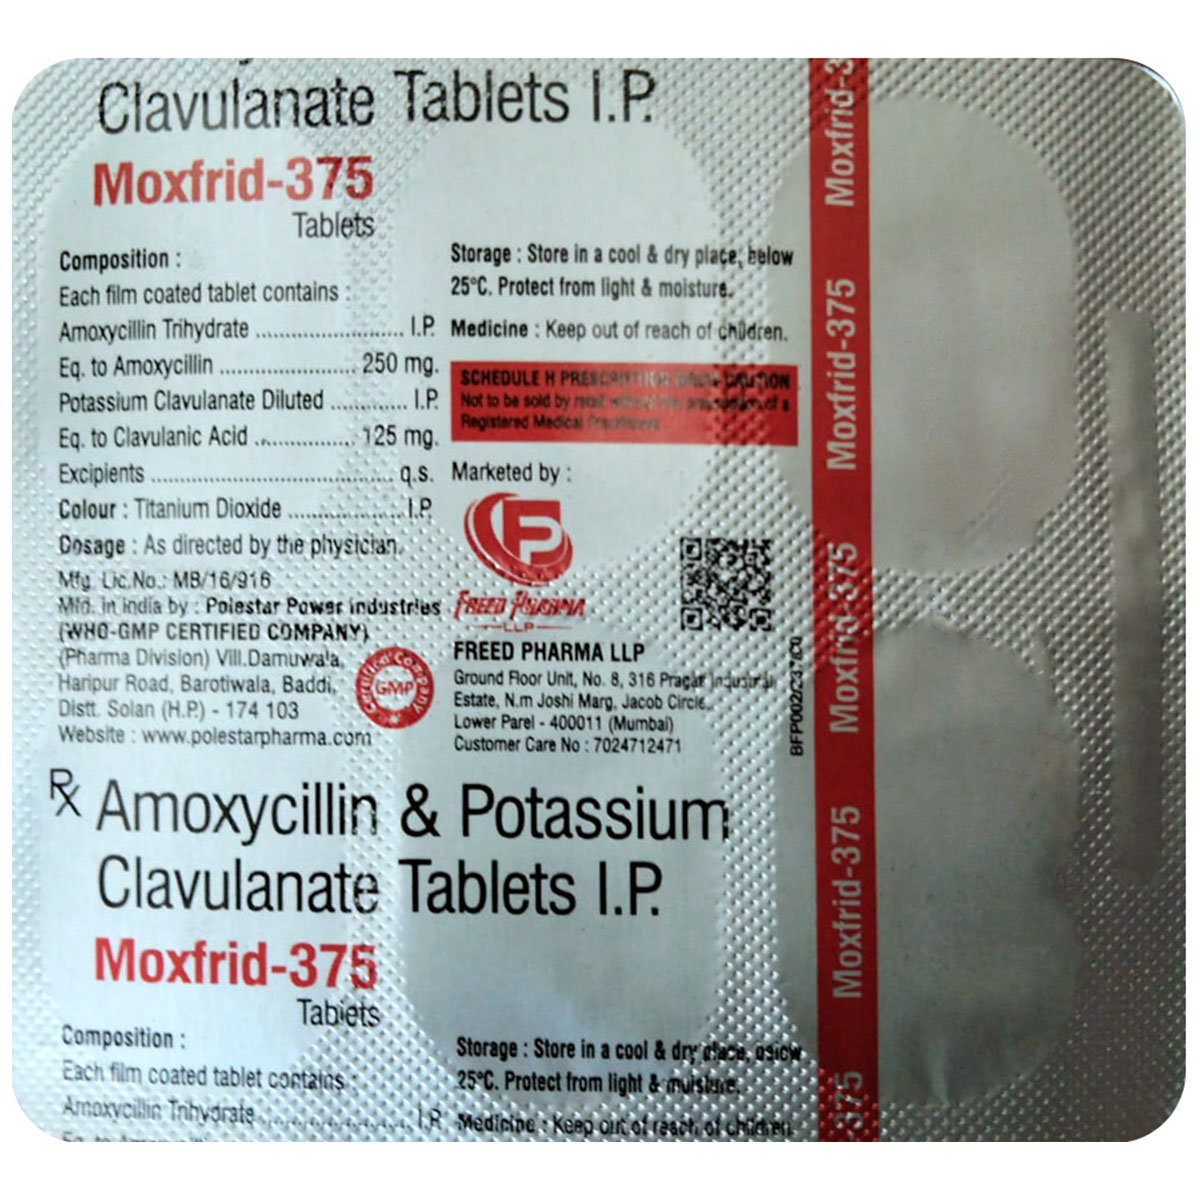 Clavulanate Tablets I.P.
Moxfrid-375
Tablets
Composition :
Each film coated tablet contains :
Amoxycillin Trihydrate ........................ I.P.
Eq. to Amoxycillin ...................... 250 mg.
Potassium Clavulanate Diluted ............ I.P.
Eq. to Clavulanic Acid ................ 125 mg.
Excipients ....................................... q.s.
Colour : Titanium Dioxide ................... I.P.
Dosage : As directed by the physician.
Mfg. Lic.No.: MB/16/916
Mfd. in India by : Polestar Power Industries
(WHO-GMP CERTIFIED COMPANY)
(Pharma Division) Vill.Damuwala,
Haripur Road, Barotiwala, Baddi,
Distt. Solan (H.P.) - 174 103
Website : www.polestarpharma.com
Certified Company
GMP
Storage : Store in a cool & dry place, below
25°C. Protect from light & moisture.
Medicine : Keep out of reach of children.
SCHEDULE H PRESCRIPTION DRUG CAUTION
Not to be sold by retail without the prescription of a
Registered Medical Practitioner
Marketed by :
FP
FREED PHARMA
LLP
FREED PHARMA LLP
Ground Floor Unit, No. 8, 316 Pragati Industrial
Estate, N.m Joshi Marg, Jacob Circle,
Lower Parel - 400011 (Mumbai)
Customer Care No : 7024712471
Rx Amoxycillin & Potassium
Clavulanate Tablets I.P.
Moxfrid-375
Tablets
Composition :
Each film coated tablet contains :
Amoxycillin Trihydrate ........................ I.P.
Storage : Store in a cool & dry place, below
25°C. Protect from light & moisture.
Medicine : Keep out of reach of children.
Moxfrid-3
Moxfrid-375
Moxfrid-375
Moxfrid-375
-375